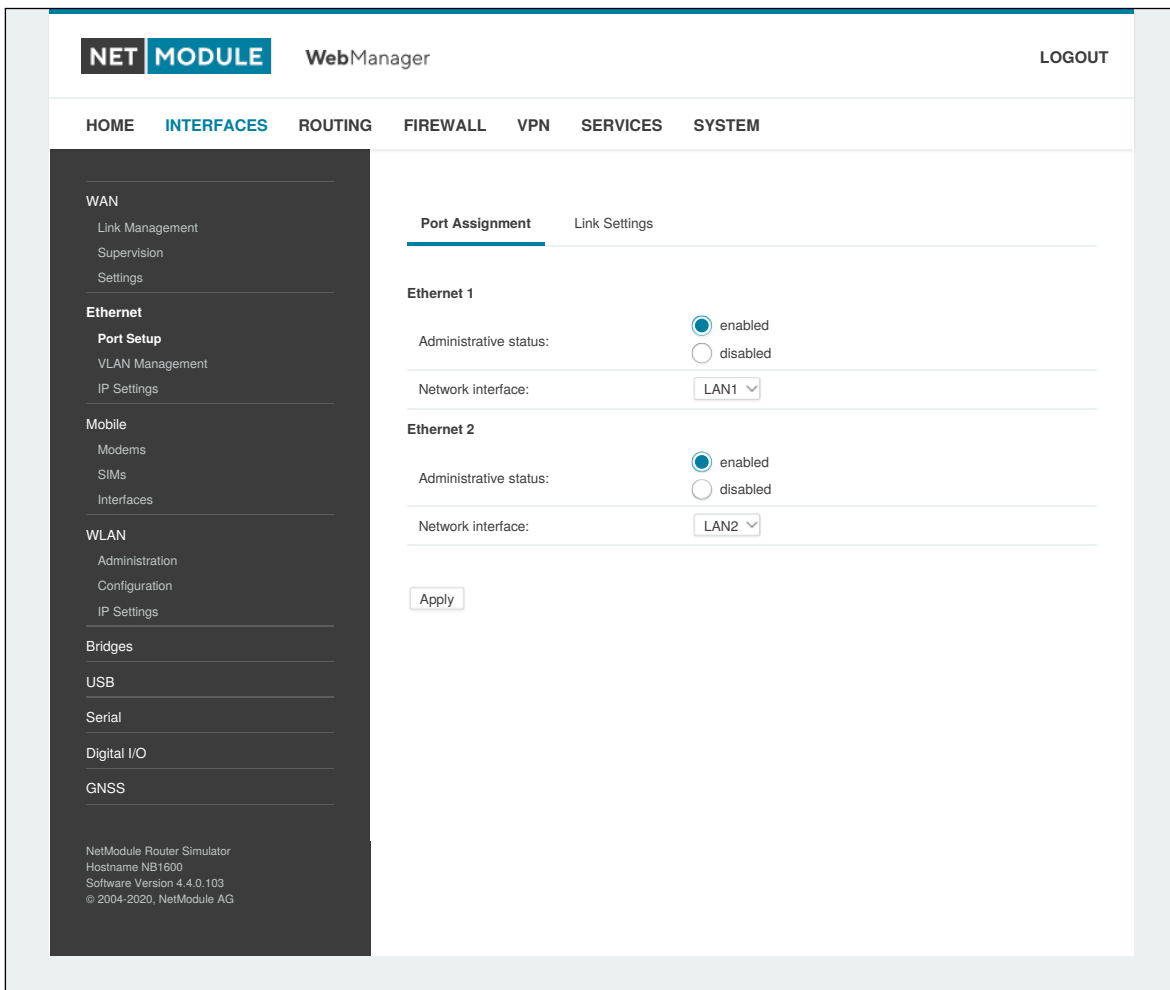 NET MODULE WebManager LOGOUT
HOME INTERFACES ROUTING FIREWALL VPN SERVICES SYSTEM
WAN
Link Management
Supervision
Settings
Ethernet
Port Setup
VLAN Management
IP Settings
Mobile
Modems
SIMs
Interfaces
WLAN
Administration
Configuration
IP Settings
Bridges
USB
Serial
Digital I/O
GNSS
NetModule Router Simulator
Hostname NB1600
Software Version 4.4.0.103
© 2004-2020, NetModule AG
Port Assignment Link Settings
Ethernet 1
Administrative status:
enabled
disabled
Network interface: LAN1
Ethernet 2
Administrative status:
enabled
disabled
Network interface: LAN2
Apply